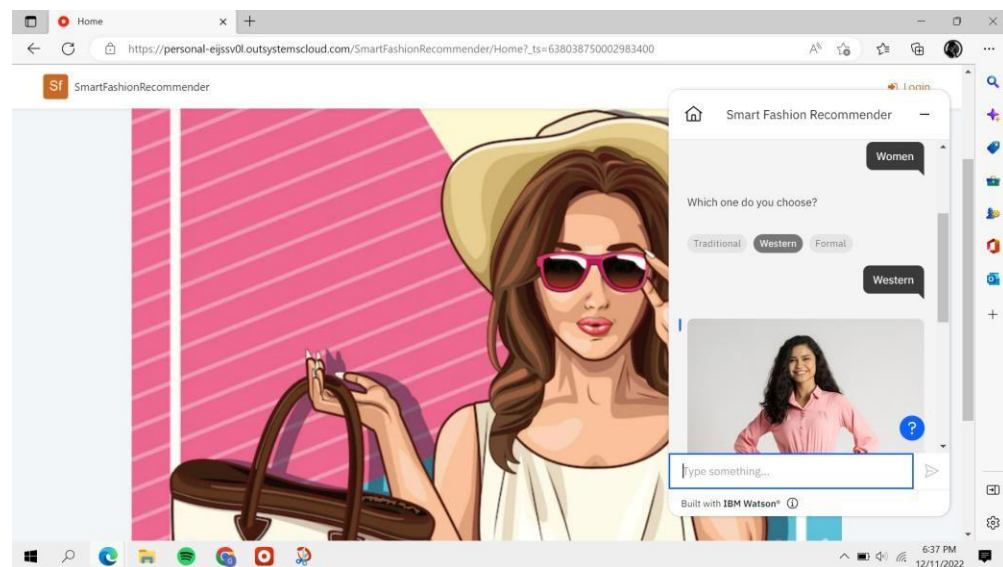 Home
https://personal-eijssv0l.outsystemscloud.com/SmartFashionRecommender/Home?_ts=638038750002983400
Sf SmartFashionRecommender
Login
Smart Fashion Recommender
Women
Which one do you choose?
Traditional Western Formal
Western
?
Type something...
Built with IBM Watson®
6:37 PM
12/11/2022